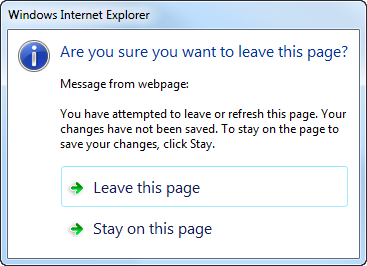 Windows Internet Explorer
Are you sure you want to leave this page?
Message from webpage:
You have attempted to leave or refresh this page. Your
changes have not been saved. To stay on the page to
save your changes, click Stay.
Leave this page
Stay on this page